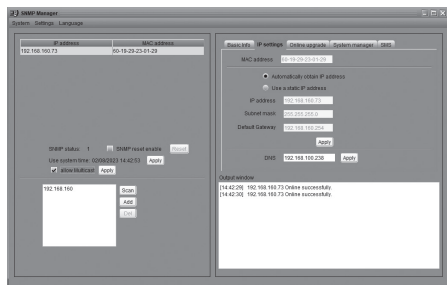 SNMP Manager
System Settings Language
IP address MAC address
192.168.160.73 60-19-29-23-01-29
SNMP status: 1 SNMP reset enable Reset
Use system time 02/08/2023 14:42:53 Apply
allow Multicast Apply
192.168.160
Scan
Add
Del
Basic Info IP settings Online upgrade System manager SMS
MAC address 60-19-29-23-01-29
Automatically obtain IP address
Use a static IP address
IP address 192.168.160.73
Subnet mask 255.255.255.0
Default Gateway 192.168.160.254
Apply
DNS 192.168.100.238 Apply
Output window
[14:42:29] 192.168.160.73 Online successfully.
[14:42:30] 192.168.160.73 Online successfully.